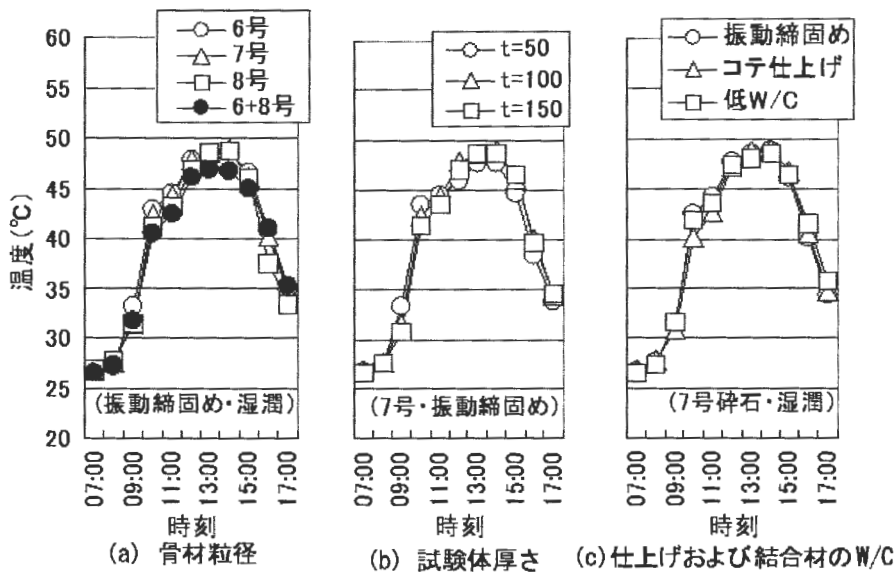 温度(℃)
60
55
50
45
40
35
30
25
20
6号
7号
8号
6+8号
(振動締固め・湿潤)
07:00
09:00
11:00
13:00
15:00
17:00
時刻
(a) 骨材粒径
t=50
t=100
t=150
(7号・振動締固め)
07:00
09:00
11:00
13:00
15:00
17:00
時刻
(b) 試験体厚さ
振動締固め
コテ仕上げ
低W/C
(7号砕石・湿潤)
07:00
09:00
11:00
13:00
15:00
17:00
時刻
(c)仕上げおよび結合材のW/C